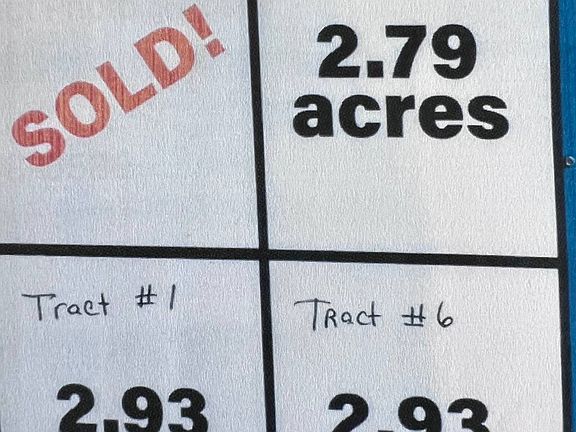 SOLD!
2.79
acres
Tract #1
TRact #6
2.93
2.93